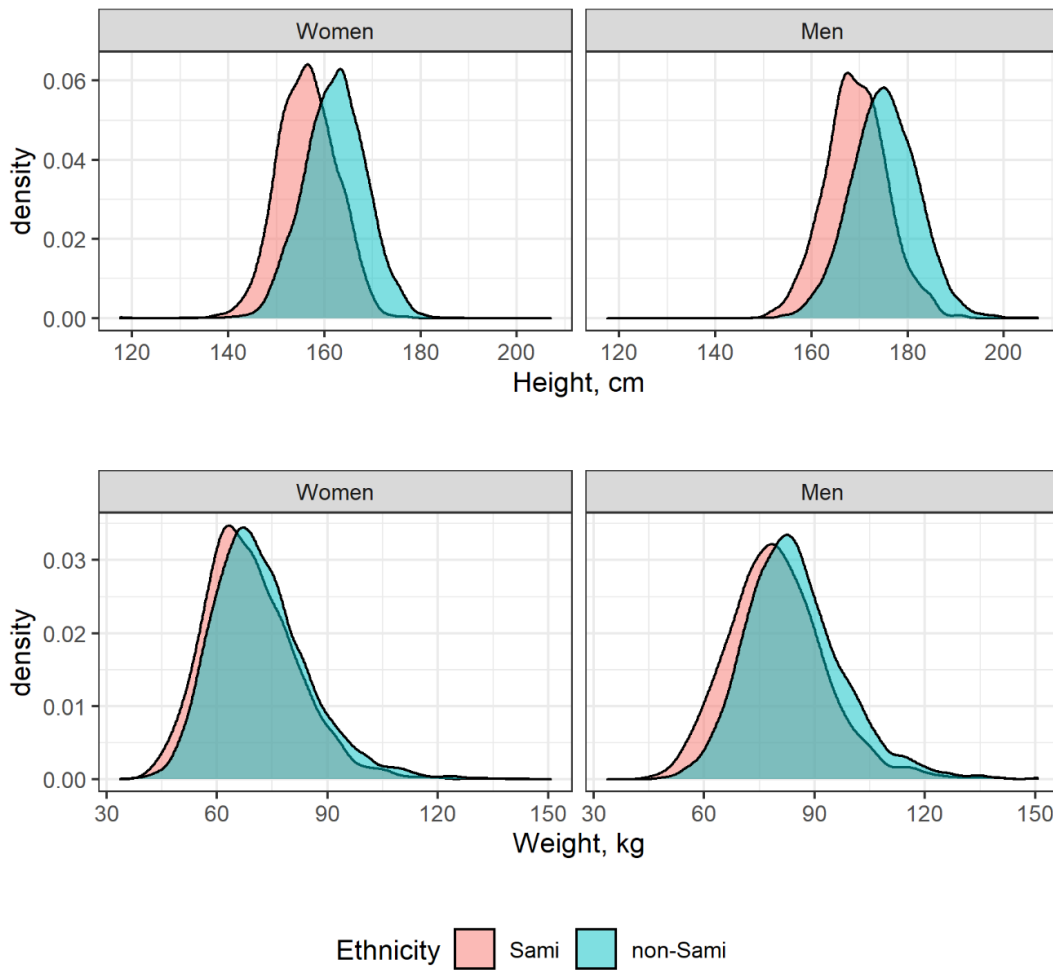 Women Men
0.06
0.04
0.02
0.00
density
120 140 160 180 200 120 140 160 180 200
Height, cm
Women Men
0.03
0.02
0.01
0.00
density
30 60 90 120 150 30 60 90 120 150
Weight, kg
Ethnicity Sami non-Sami